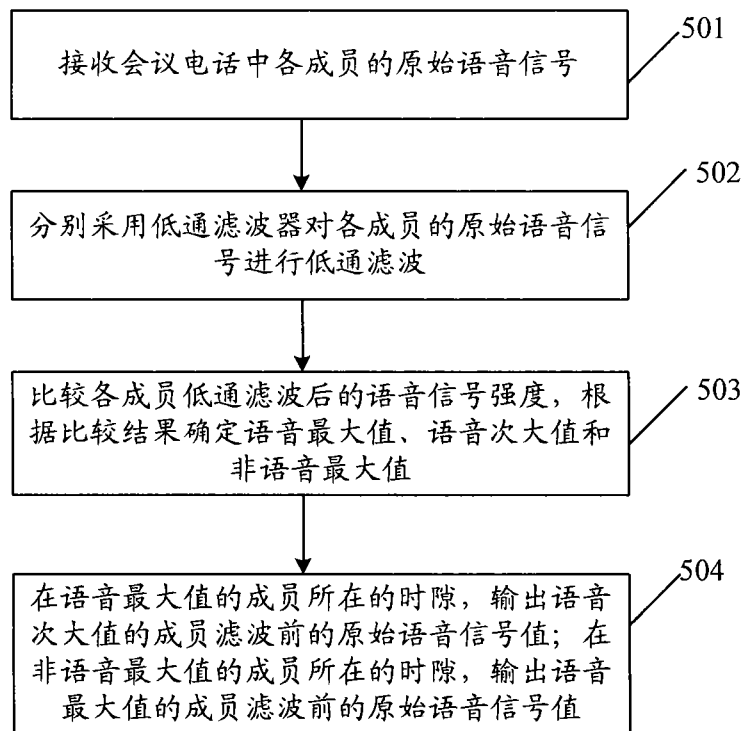 501
接收会议电话中各成员的原始语音信号
502
分别采用低通滤波器对各成员的原始语音信
号进行低通滤波
503
比较各成员低通滤波后的语音信号强度，根
据比较结果确定语音最大值、语音次大值和
非语音最大值
504
在语音最大值的成员所在的时隙，输出语音
次大值的成员滤波前的原始语音信号值；在
非语音最大值的成员所在的时隙，输出语音
最大值的成员滤波前的原始语音信号值